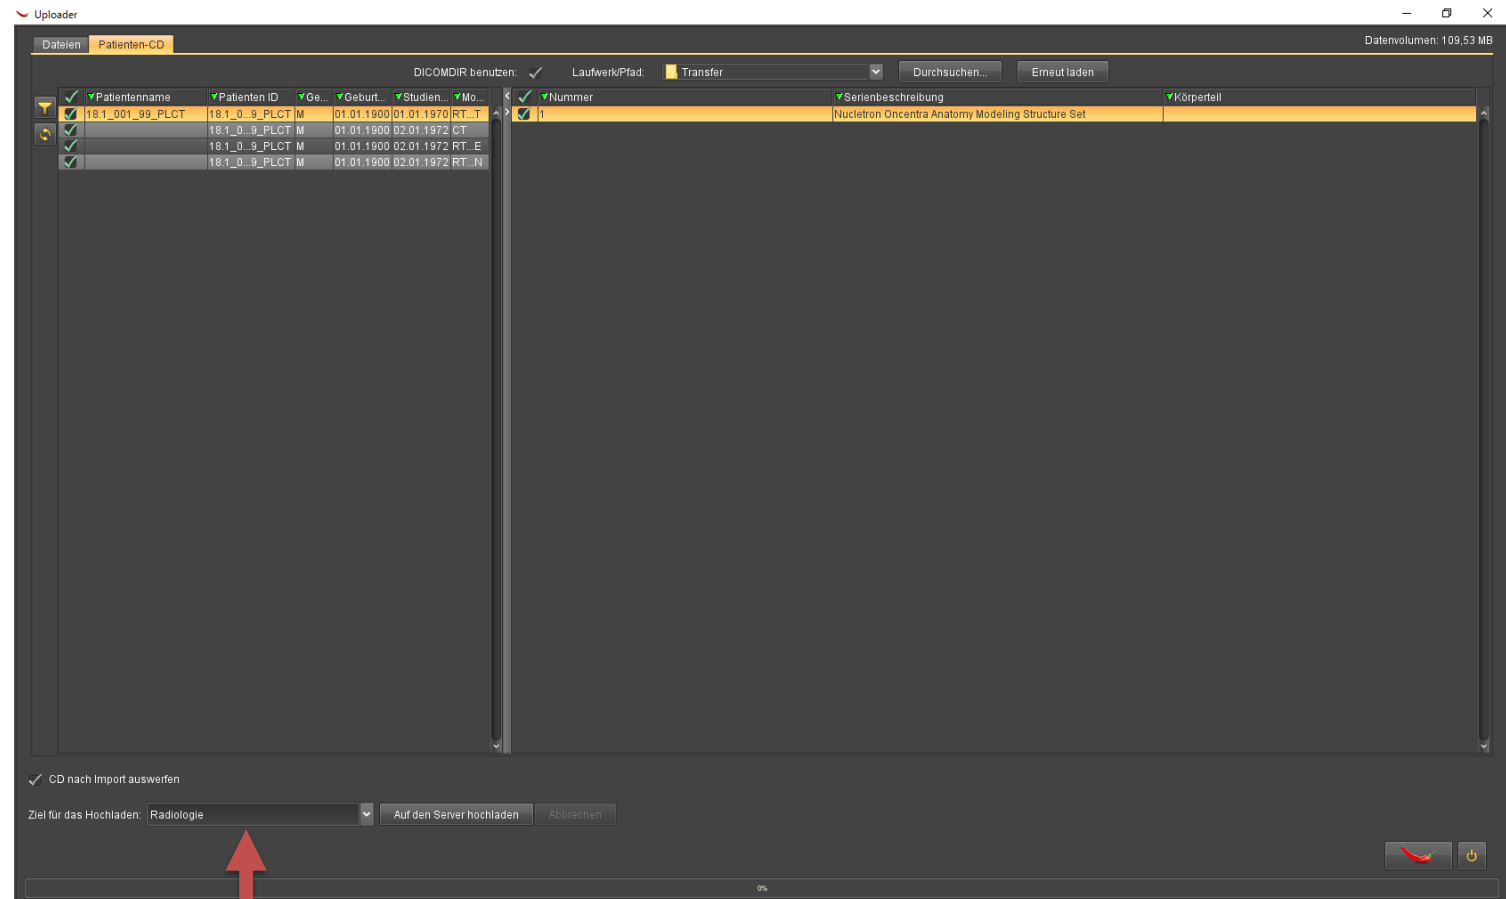 Uploader
Dateien Patienten-CD Datenvolumen: 109,53 MB
DICOMDIR benutzen: Laufwerk/Pfad: Transfer Durchsuchen... Erneut laden
Patientenname Patienten ID Ge... Geburt... Studien... Mo... Nummer Serienbeschreibung Körperteil
18.1_001_99_PLCT 18.1_0...9_PLCT M 01.01.1900 01.01.1970 RT...T 1 Nucletron Oncentra Anatomy Modeling Structure Set
18.1_0...9_PLCT M 01.01.1900 02.01.1972 CT
18.1_0...9_PLCT M 01.01.1900 02.01.1972 RT...E
18.1_0...9_PLCT M 01.01.1900 02.01.1972 RT...N
CD nach Import auswerfen
Ziel für das Hochladen: Radiologie Auf den Server hochladen Abbrechen
0%